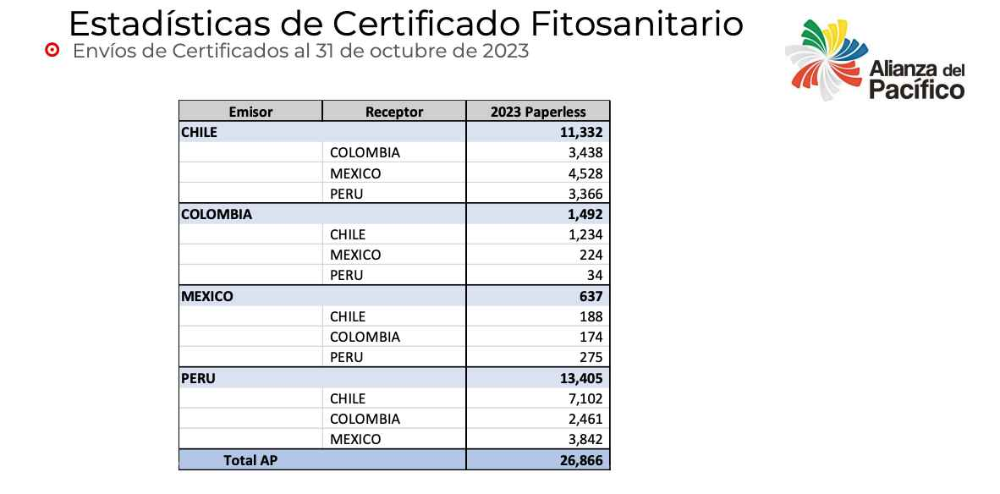 Estadísticas de Certificado Fitosanitario
Envíos de Certificados al 31 de octubre de 2023
Alianza del
Pacífico
Emisor Receptor 2023 Paperless
CHILE 11,332
COLOMBIA 3,438
MEXICO 4,528
PERU 3,366
COLOMBIA 1,492
CHILE 1,234
MEXICO 224
PERU 34
MEXICO 637
CHILE 188
COLOMBIA 174
PERU 275
PERU 13,405
CHILE 7,102
COLOMBIA 2,461
MEXICO 3,842
Total AP 26,866